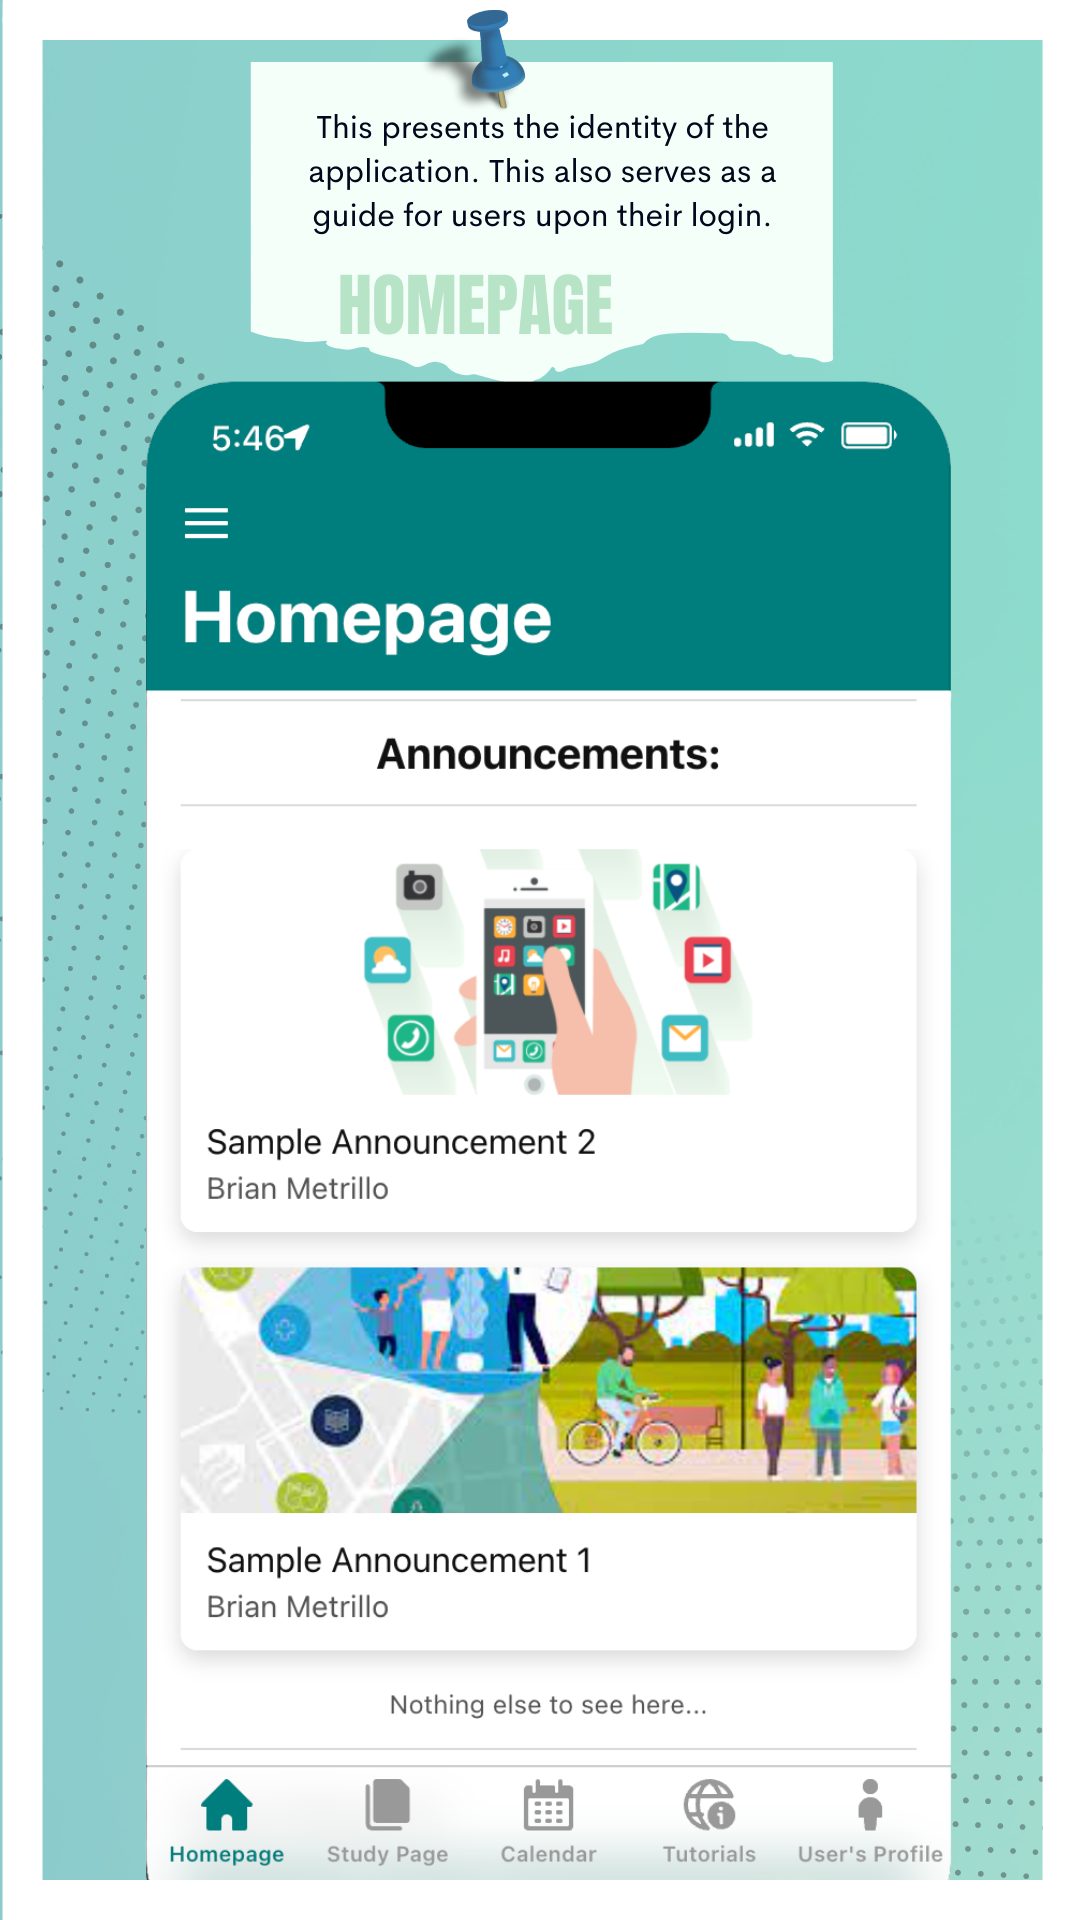 This presents the identity of the
application. This also serves as a
guide for users upon their login.
HOMEPAGE
5:46
Homepage
Announcements:
Sample Announcement 2
Brian Metrillo
Sample Announcement 1
Brian Metrillo
Nothing else to see here...
Homepage
Study Page
Calendar
Tutorials
User's Profile